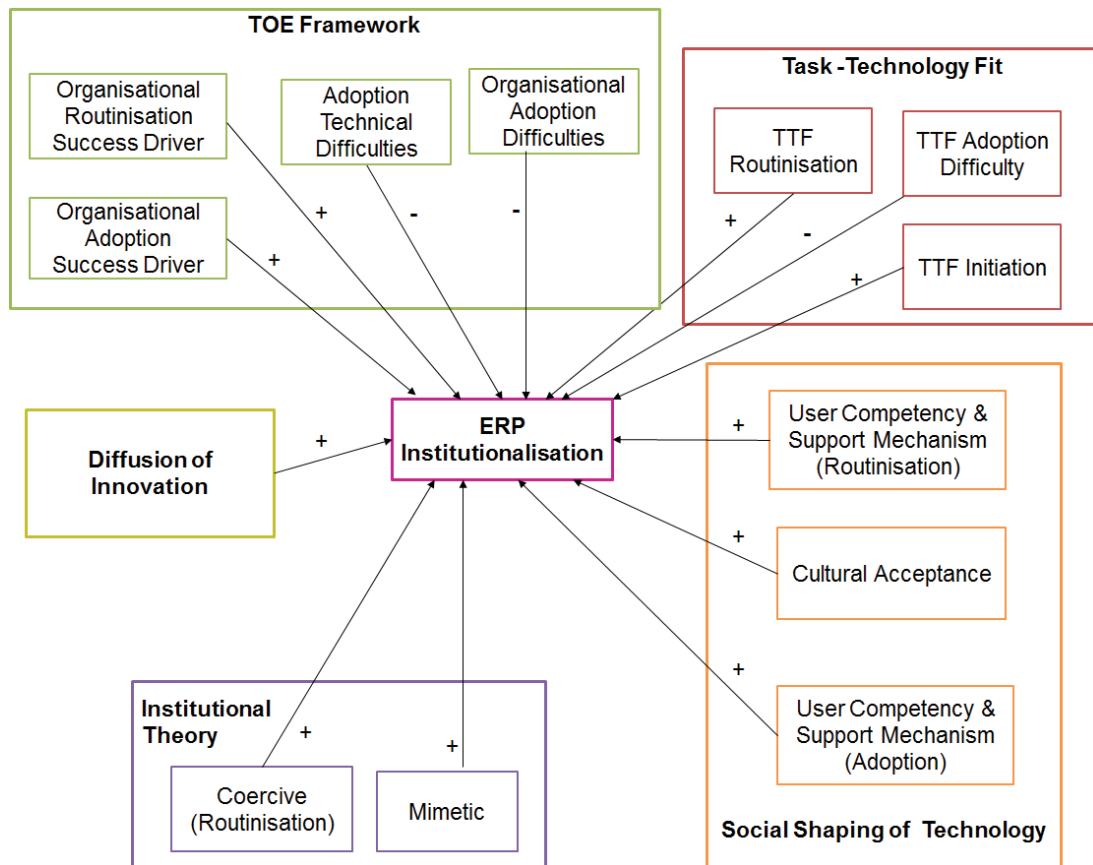 TOE Framework
Organisational
Routinisation
Success Driver
Adoption
Technical
Difficulties
Organisational
Adoption
Difficulties
Organisational
Adoption
Success Driver
+
+
-
-
Task -Technology Fit
TTF
Routinisation
TTF Adoption
Difficulty
TTF Initiation
+
-
+
ERP
Institutionalisation
Diffusion of
Innovation
+
User Competency &
Support Mechanism
(Routinisation)
+
Cultural Acceptance
+
User Competency &
Support Mechanism
(Adoption)
+
Social Shaping of Technology
Institutional
Theory
+
+
Coercive
(Routinisation)
Mimetic